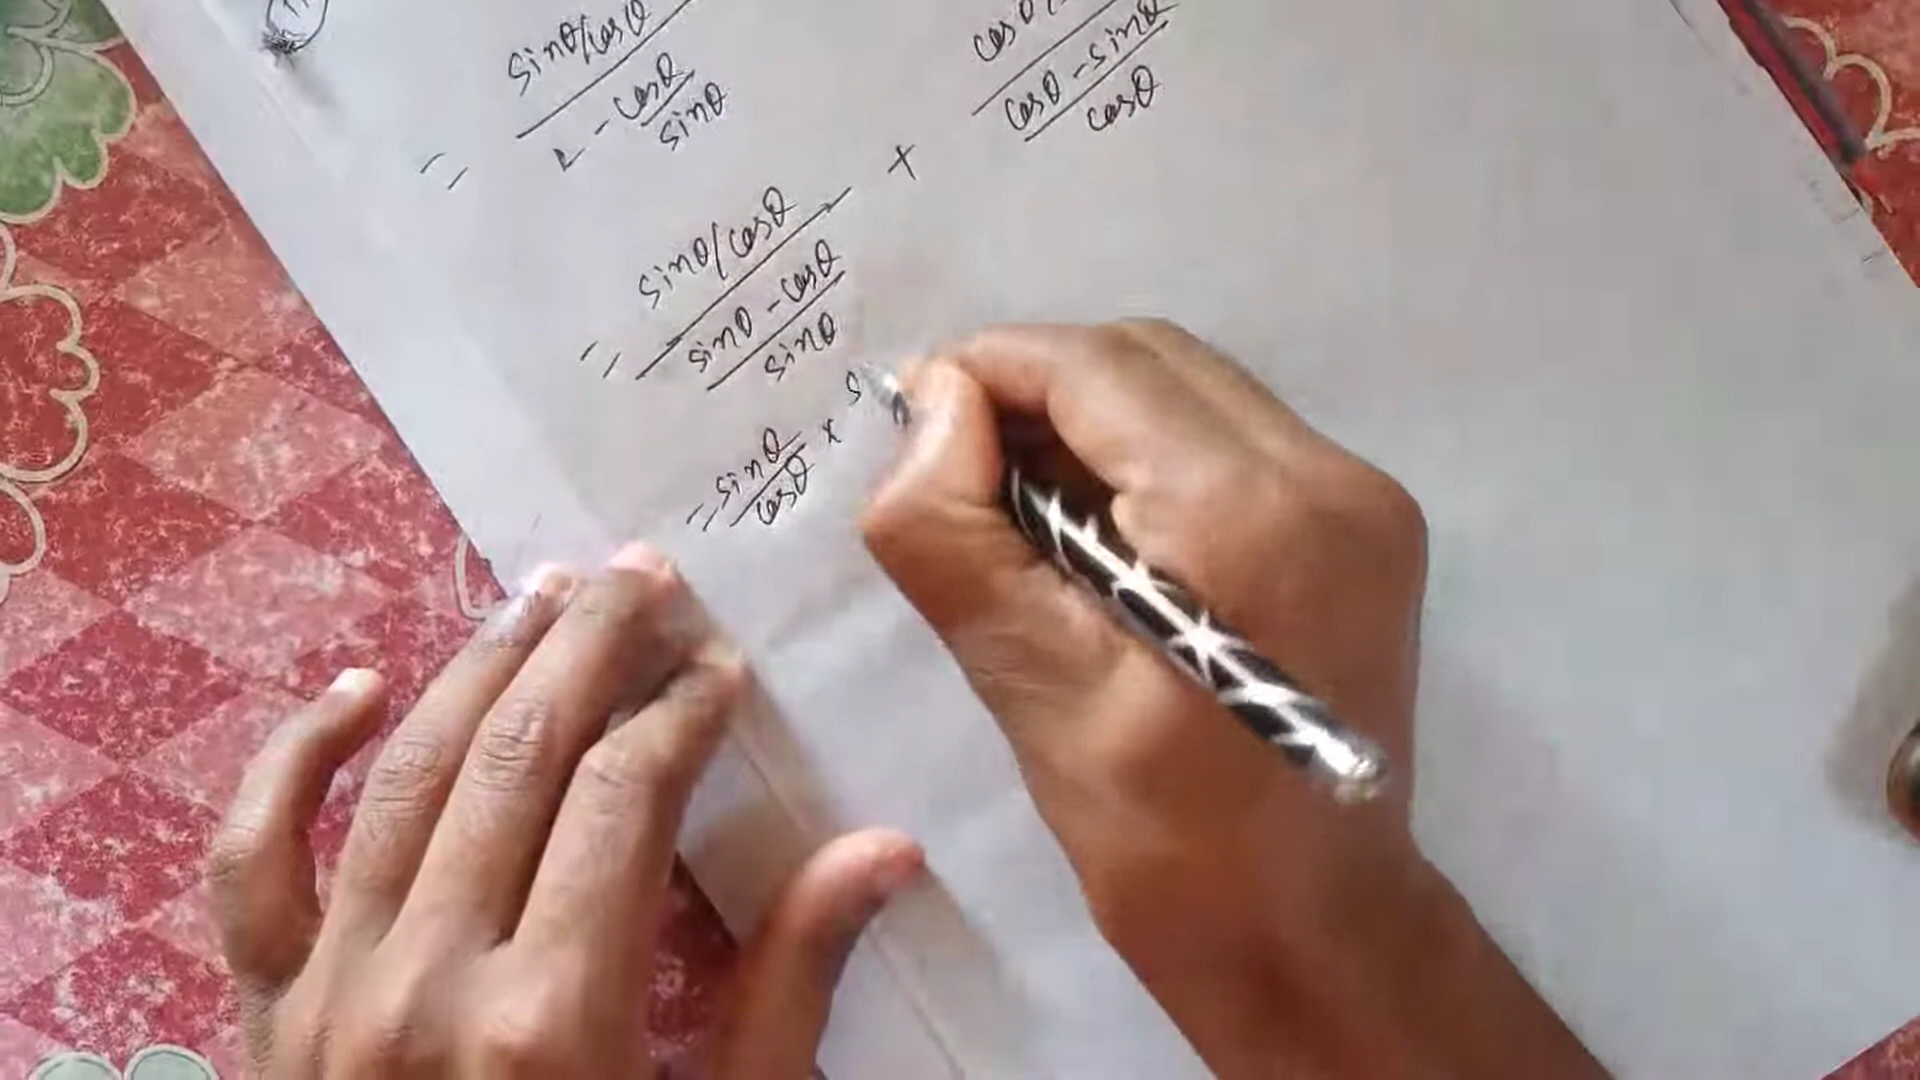 sinθ/cosθ
= 1 - cosθ/sinθ
cosθ/
cosθ - sinθ
cosθ
= sinθ/cosθ +
sinθ - cosθ
sinθ
= sinθ/cosθ × s